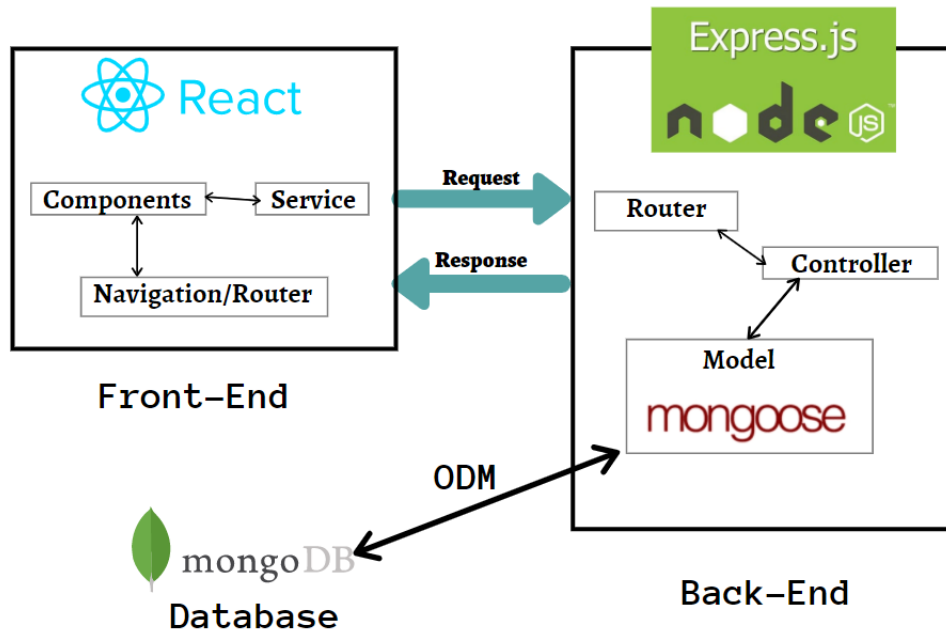 React
Components
Service
Navigation/Router
Front-End
Request
Response
Express.js
node
JS
™
Router
Controller
Model
mongoose
Back-End
ODM
mongoDB
Database